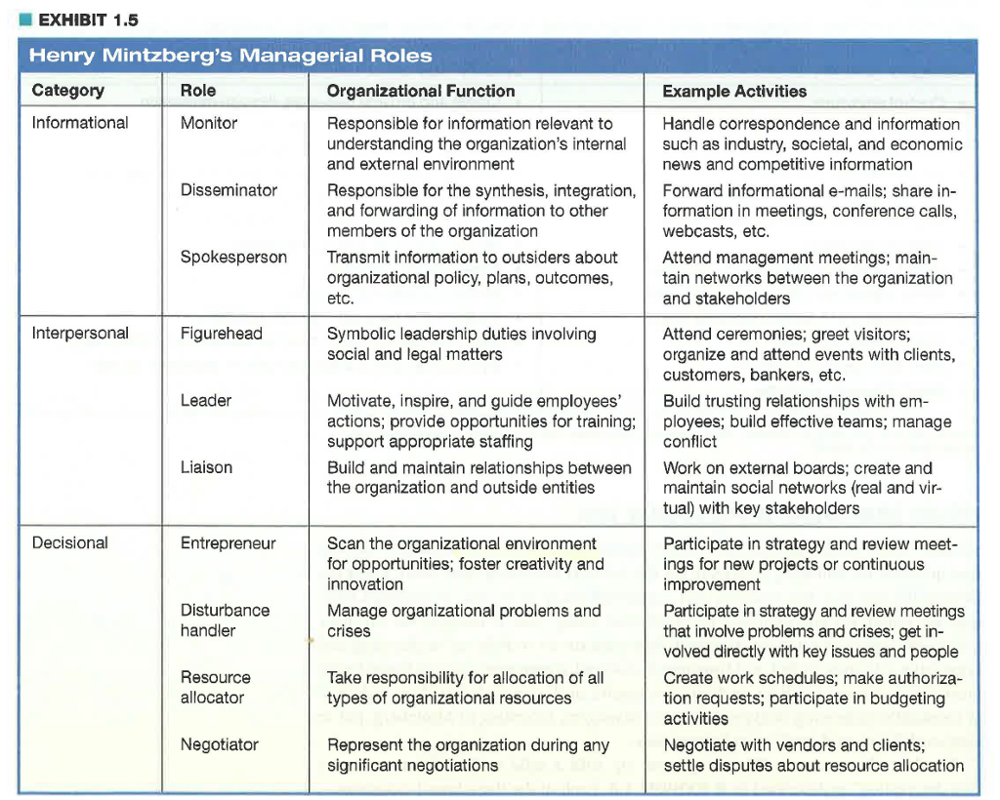 EXHIBIT 1.5
Henry Mintzberg's Managerial Roles
Category Role Organizational Function Example Activities
Informational Monitor Responsible for information relevant to Handle correspondence and information
understanding the organization's internal such as industry, societal, and economic
and external environment news and competitive information
Disseminator Responsible for the synthesis, integration, Forward informational e-mails; share in-
and forwarding of information to other formation in meetings, conference calls,
members of the organization webcasts, etc.
Spokesperson Transmit information to outsiders about Attend management meetings; main-
organizational policy, plans, outcomes, tain networks between the organization
etc. and stakeholders
Interpersonal Figurehead Symbolic leadership duties involving Attend ceremonies; greet visitors;
social and legal matters organize and attend events with clients,
customers, bankers, etc.
Leader Motivate, inspire, and guide employees' Build trusting relationships with em-
actions; provide opportunities for training; ployees; build effective teams; manage
support appropriate staffing conflict
Liaison Build and maintain relationships between Work on external boards; create and
the organization and outside entities maintain social networks (real and vir-
tual) with key stakeholders
Decisional Entrepreneur Scan the organizational environment Participate in strategy and review meet-
for opportunities; foster creativity and ings for new projects or continuous
innovation improvement
Disturbance Manage organizational problems and Participate in strategy and review meetings
handler crises that involve problems and crises; get in-
volved directly with key issues and people
Resource Take responsibility for allocation of all Create work schedules; make authoriza-
allocator types of organizational resources tion requests; participate in budgeting
activities
Negotiator Represent the organization during any Negotiate with vendors and clients;
significant negotiations settle disputes about resource allocation